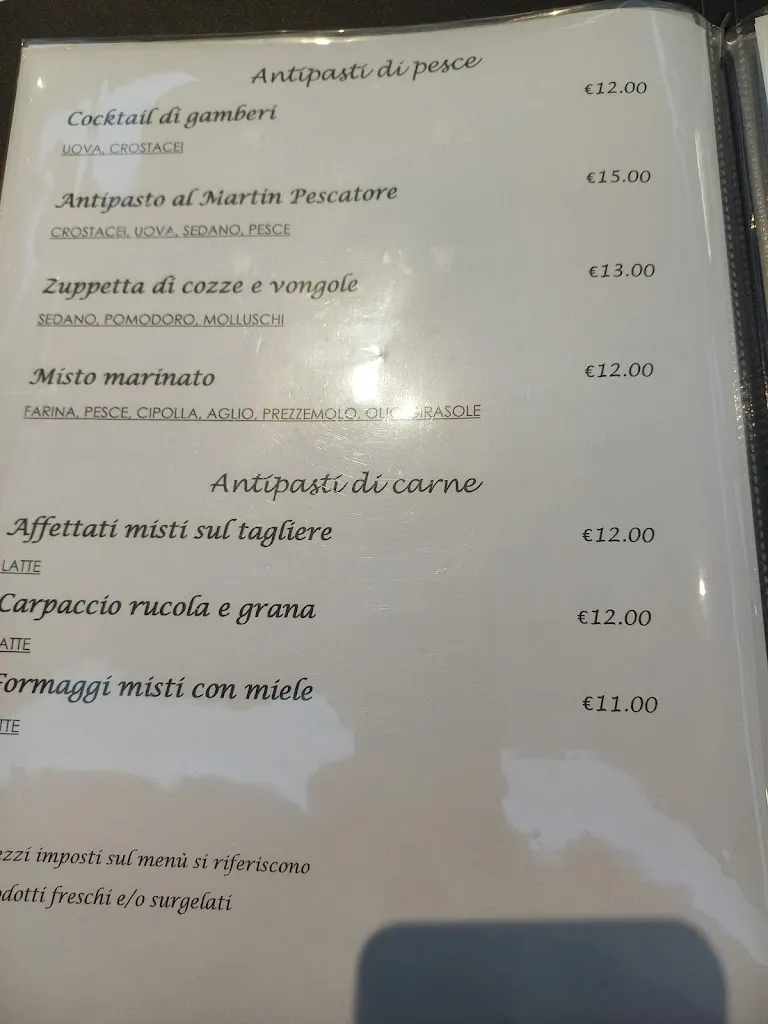 Antipasti di pesce
Cocktail di gamberi €12.00
UOVA, CROSTACEI
Antipasto al Martin Pescatore €15.00
CROSTACEI, UOVA, SEDANO, PESCE
Zuppetta di cozze e vongole €13.00
SEDANO, POMODORO, MOLLUSCHI
Misto marinato €12.00
FARINA, PESCE, CIPOLLA, AGLIO, PREZZEMOLO, OLIO GIRASOLE
Antipasti di carne
Affettati misti sul tagliere €12.00
LATTE
Carpaccio rucola e grana €12.00
ATTE
Formaggi misti con miele €11.00
TTE
ezzi imposti sul menù si riferiscono
dotti freschi e/o surgelati